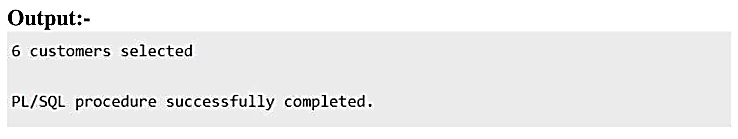 Output:-
6 customers selected
PL/SQL procedure successfully completed.